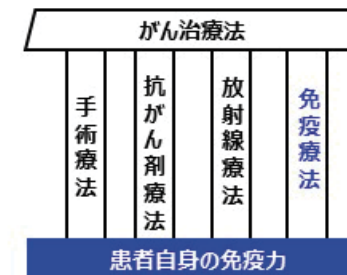 がん治療法
手術療法
抗がん剤療法
放射線療法
免疫療法
患者自身の免疫力